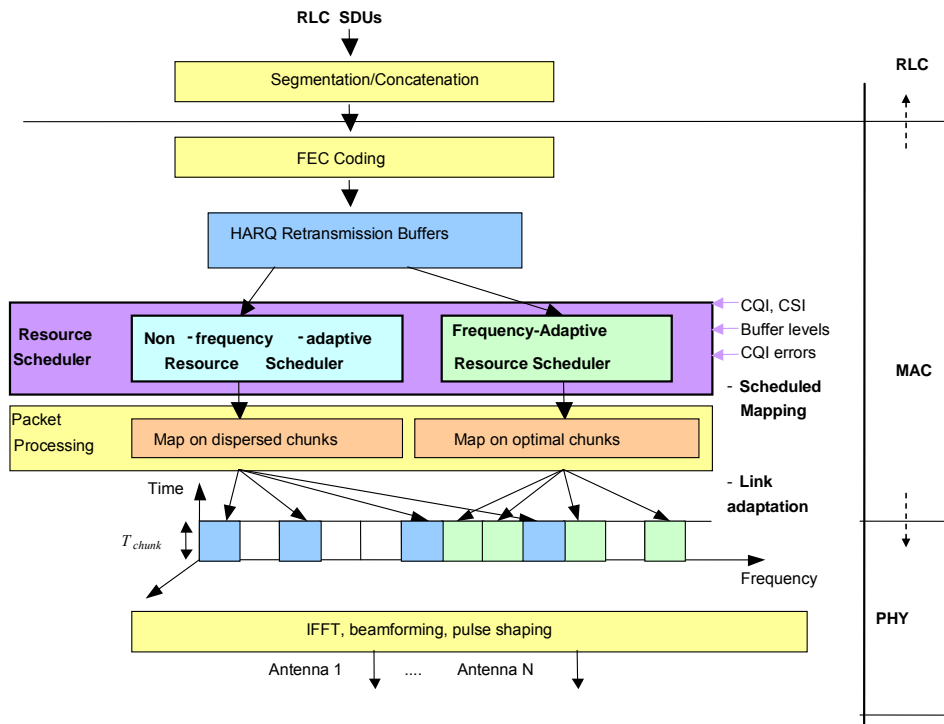 RLC SDUs
Segmentation/Concatenation
RLC
FEC Coding
HARQ Retransmission Buffers
CQI, CSI
Buffer levels
CQI errors
Resource
Scheduler
Non -frequency -adaptive
Resource Scheduler
Frequency-Adaptive
Resource Scheduler
- Scheduled
Mapping
MAC
Packet
Processing
Map on dispersed chunks
Map on optimal chunks
- Link
adaptation
Time
T chunk
Frequency
IFFT, beamforming, pulse shaping
PHY
Antenna 1 .... Antenna N